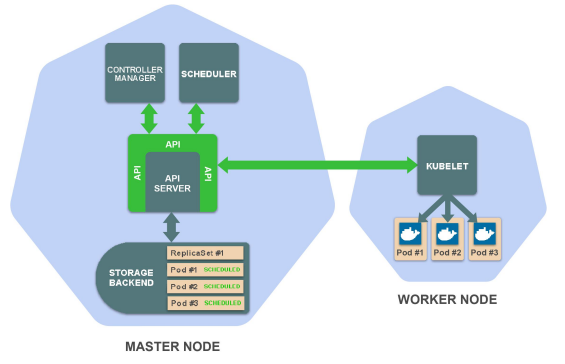 CONTROLLER
MANAGER
SCHEDULER
API
API
API
API
SERVER
KUBELET
STORAGE
BACKEND
ReplicaSet #1
Pod #1 SCHEDULED
Pod #2 SCHEDULED
Pod #3 SCHEDULED
Pod #1
Pod #2
Pod #3
WORKER NODE
MASTER NODE